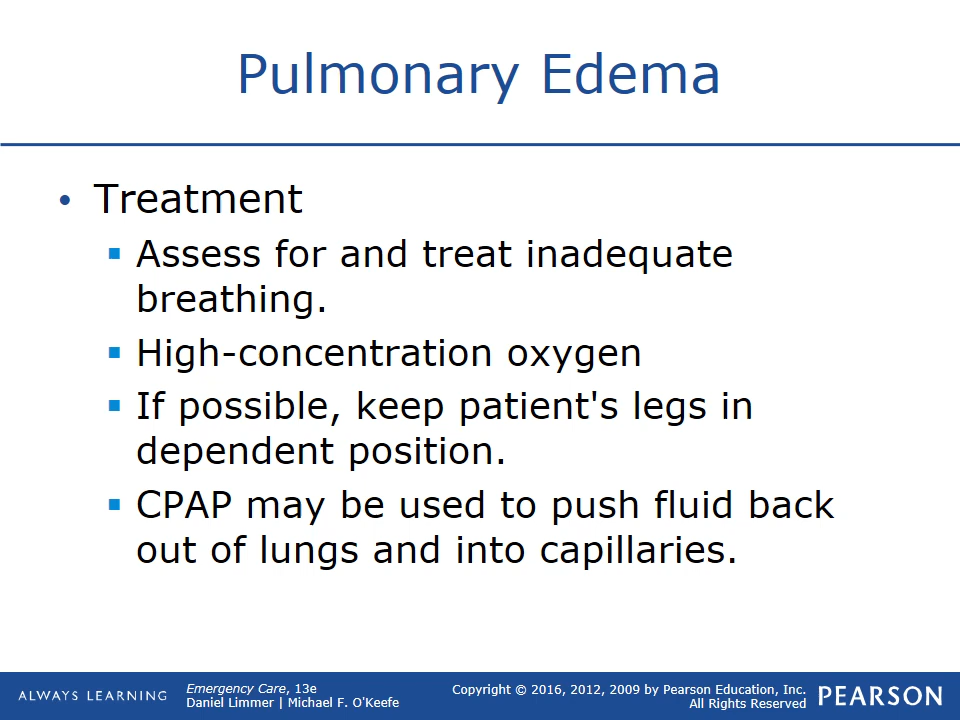 Pulmonary Edema
• Treatment
▪ Assess for and treat inadequate
breathing.
▪ High-concentration oxygen
▪ If possible, keep patient's legs in
dependent position.
▪ CPAP may be used to push fluid back
out of lungs and into capillaries.
ALWAYS LEARNING
Emergency Care, 13e
Daniel Limmer | Michael F. O'Keefe
Copyright © 2016, 2012, 2009 by Pearson Education, Inc.
All Rights Reserved
PEARSON